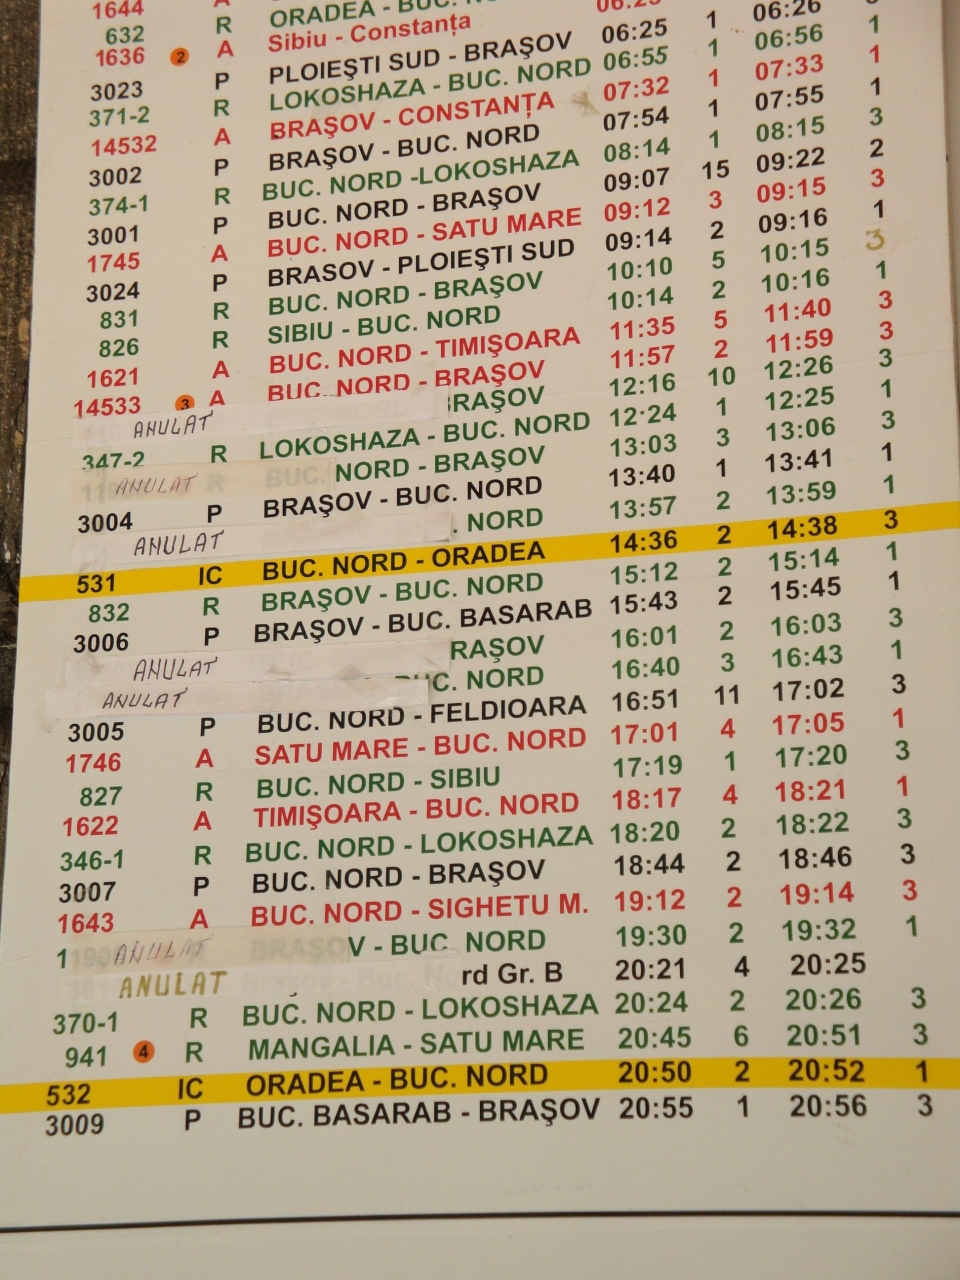 1644 A
632 R ORADEA - BUC.
1636 2 A Sibiu - Constanța
3023 P PLOIEŞTI SUD - BRAŞOV 06:25 1 06:26
371-2 R LOKOSHAZA - BUC. NORD 06:55 1 06:56 1
14532 A BRAŞOV - CONSTANȚA 07:32 1 07:33 1
3002 P BRAŞOV - BUC. NORD 07:54 1 07:55 1
374-1 R BUC. NORD -LOKOSHAZA 08:14 1 08:15 3
3001 P BUC. NORD - BRAŞOV 09:07 15 09:22 2
1745 A BUC. NORD - SATU MARE 09:12 3 09:15 3
3024 P BRASOV - PLOIEŞTI SUD 09:14 2 09:16 1
831 R BUC. NORD - BRAŞOV 10:10 5 10:15 3
826 R SIBIU - BUC. NORD 10:14 2 10:16 1
1621 A BUC. NORD - TIMIŞOARA 11:35 5 11:40 3
14533 3 A BUC. NORD - BRAŞOV 11:57 2 11:59 3
ANULAT BRAŞOV 12:16 10 12:26 3
347-2 R LOKOSHAZA - BUC. NORD 12:24 1 12:25 1
ANULAT R BUC. NORD - BRAŞOV 13:03 3 13:06 3
3004 P BRAŞOV - BUC. NORD 13:40 1 13:41 1
ANULAT . NORD 13:57 2 13:59 1
531 IC BUC. NORD - ORADEA 14:36 2 14:38 3
832 R BRAŞOV - BUC. NORD 15:12 2 15:14 1
3006 P BRAŞOV - BUC. BASARAB 15:43 2 15:45 1
ANULAT RAŞOV 16:01 2 16:03 3
ANULAT UC. NORD 16:40 3 16:43 1
3005 P BUC. NORD - FELDIOARA 16:51 11 17:02 3
1746 A SATU MARE - BUC. NORD 17:01 4 17:05 1
827 R BUC. NORD - SIBIU 17:19 1 17:20 3
1622 A TIMIŞOARA - BUC. NORD 18:17 4 18:21 1
346-1 R BUC. NORD - LOKOSHAZA 18:20 2 18:22 3
3007 P BUC. NORD - BRAŞOV 18:44 2 18:46 3
1643 A BUC. NORD - SIGHETU M. 19:12 2 19:14 3
1 ANULAT BRAŞOV - BUC. NORD 19:30 2 19:32 1
ANULAT rd Gr. B 20:21 4 20:25
370-1 R BUC. NORD - LOKOSHAZA 20:24 2 20:26 3
941 4 R MANGALIA - SATU MARE 20:45 6 20:51 3
532 IC ORADEA - BUC. NORD 20:50 2 20:52 1
3009 P BUC. BASARAB - BRAŞOV 20:55 1 20:56 3